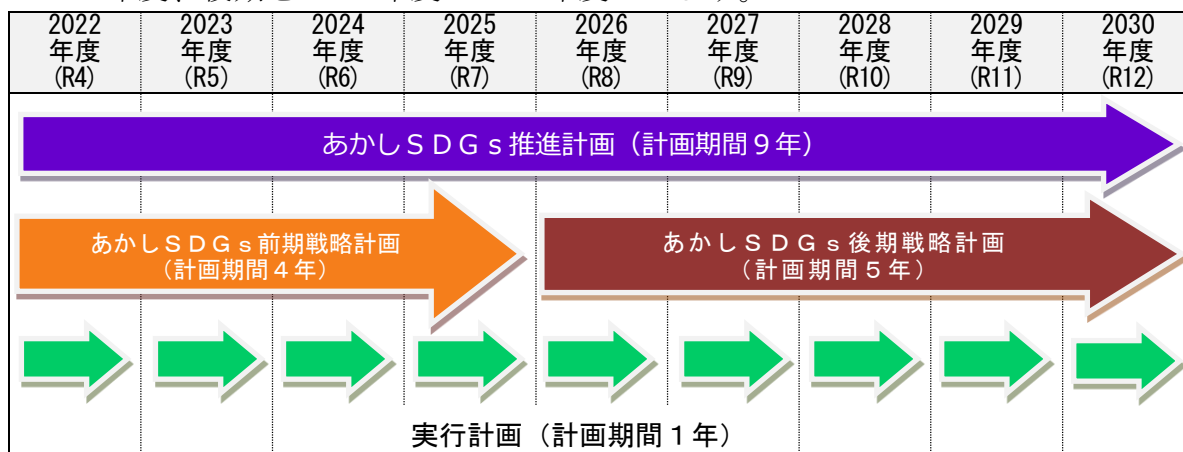 2022
年度
(R4)
2023
年度
(R5)
2024
年度
(R6)
2025
年度
(R7)
2026
年度
(R8)
2027
年度
(R9)
2028
年度
(R10)
2029
年度
(R11)
2030
年度
(R12)
あかしＳＤＧｓ推進計画（計画期間９年）
あかしＳＤＧｓ前期戦略計画
（計画期間４年）
あかしＳＤＧｓ後期戦略計画
（計画期間５年）
実行計画（計画期間１年）